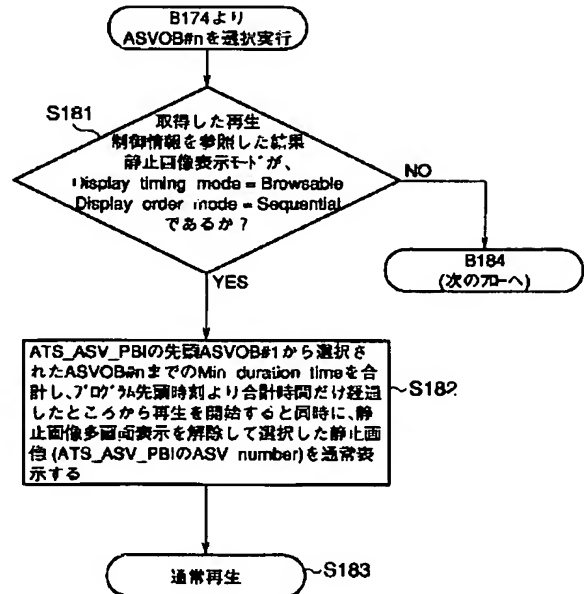 B174より
ASVOB#nを選択実行
S181
取得した再生
制御情報を参照した結果
静止画像表示モードが、
Display timing mode = Browsable
Display order mode = Sequential
であるか?
NO
B184
(次のフローへ)
YES
ATS_ASV_PBIの先頭ASVOB#1から選択さ
れたASVOB#nまでのMin duration timeを合
計し、プログラム先頭時刻より合計時間だけ経過
したところから再生を開始すると同時に、静
止画像多画面表示を解除して選択した静止画
像 (ATS_ASV_PBIのASV number)を通常表
示する
S182
通常再生
S183